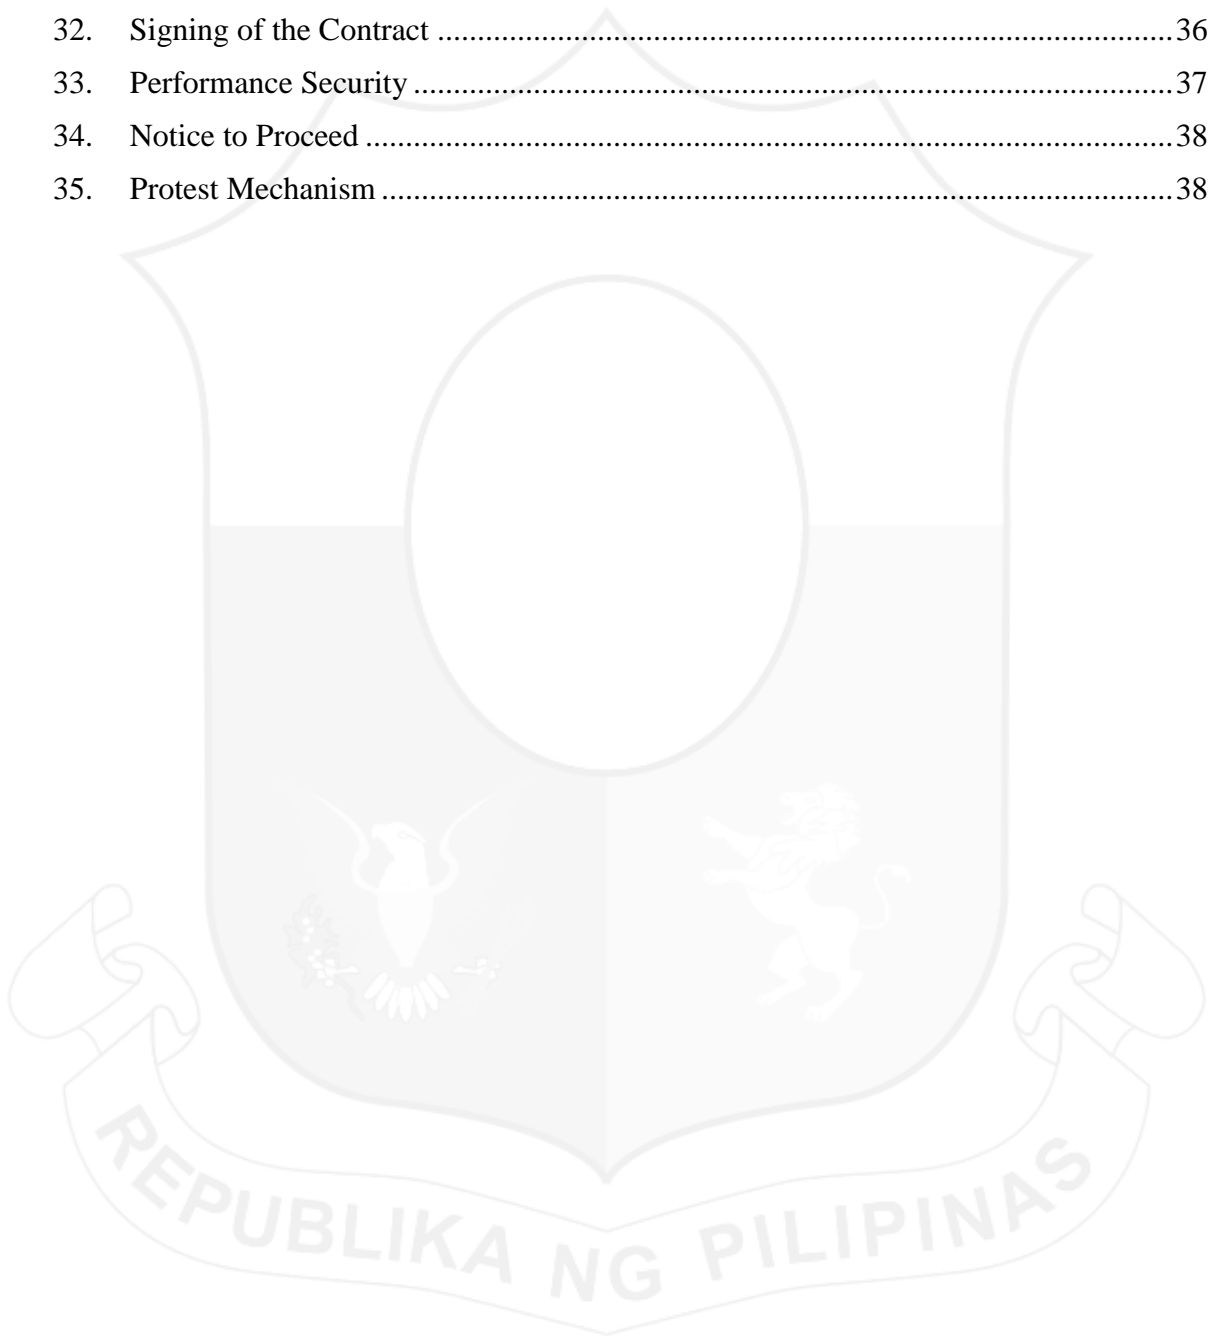 32. Signing of the Contract ............................................................................................ 36
33. Performance Security ............................................................................................... 37
34. Notice to Proceed ..................................................................................................... 38
35. Protest Mechanism ................................................................................................... 38
REPUBLIKA NG PILIPINAS